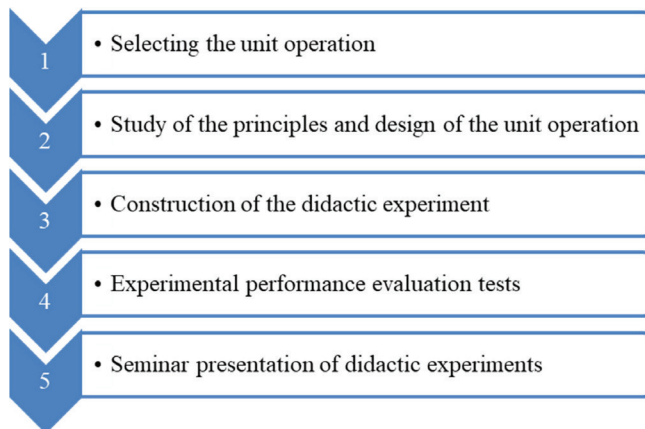 1
• Selecting the unit operation
2
• Study of the principles and design of the unit operation
3
• Construction of the didactic experiment
4
• Experimental performance evaluation tests
5
• Seminar presentation of didactic experiments